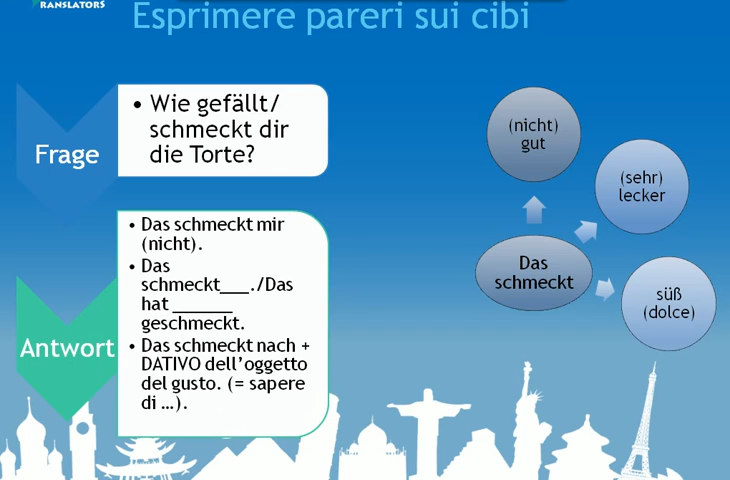 RANSLATORS
Esprimere pareri sui cibi
Frage
• Wie gefällt/
schmeckt dir
die Torte?
Antwort
• Das schmeckt mir
(nicht).
• Das
schmeckt___./Das
hat ______
geschmeckt.
• Das schmeckt nach +
DATIVO dell'oggetto
del gusto. (= sapere
di …).
(nicht)
gut
(sehr)
lecker
Das
schmeckt
süß
(dolce)